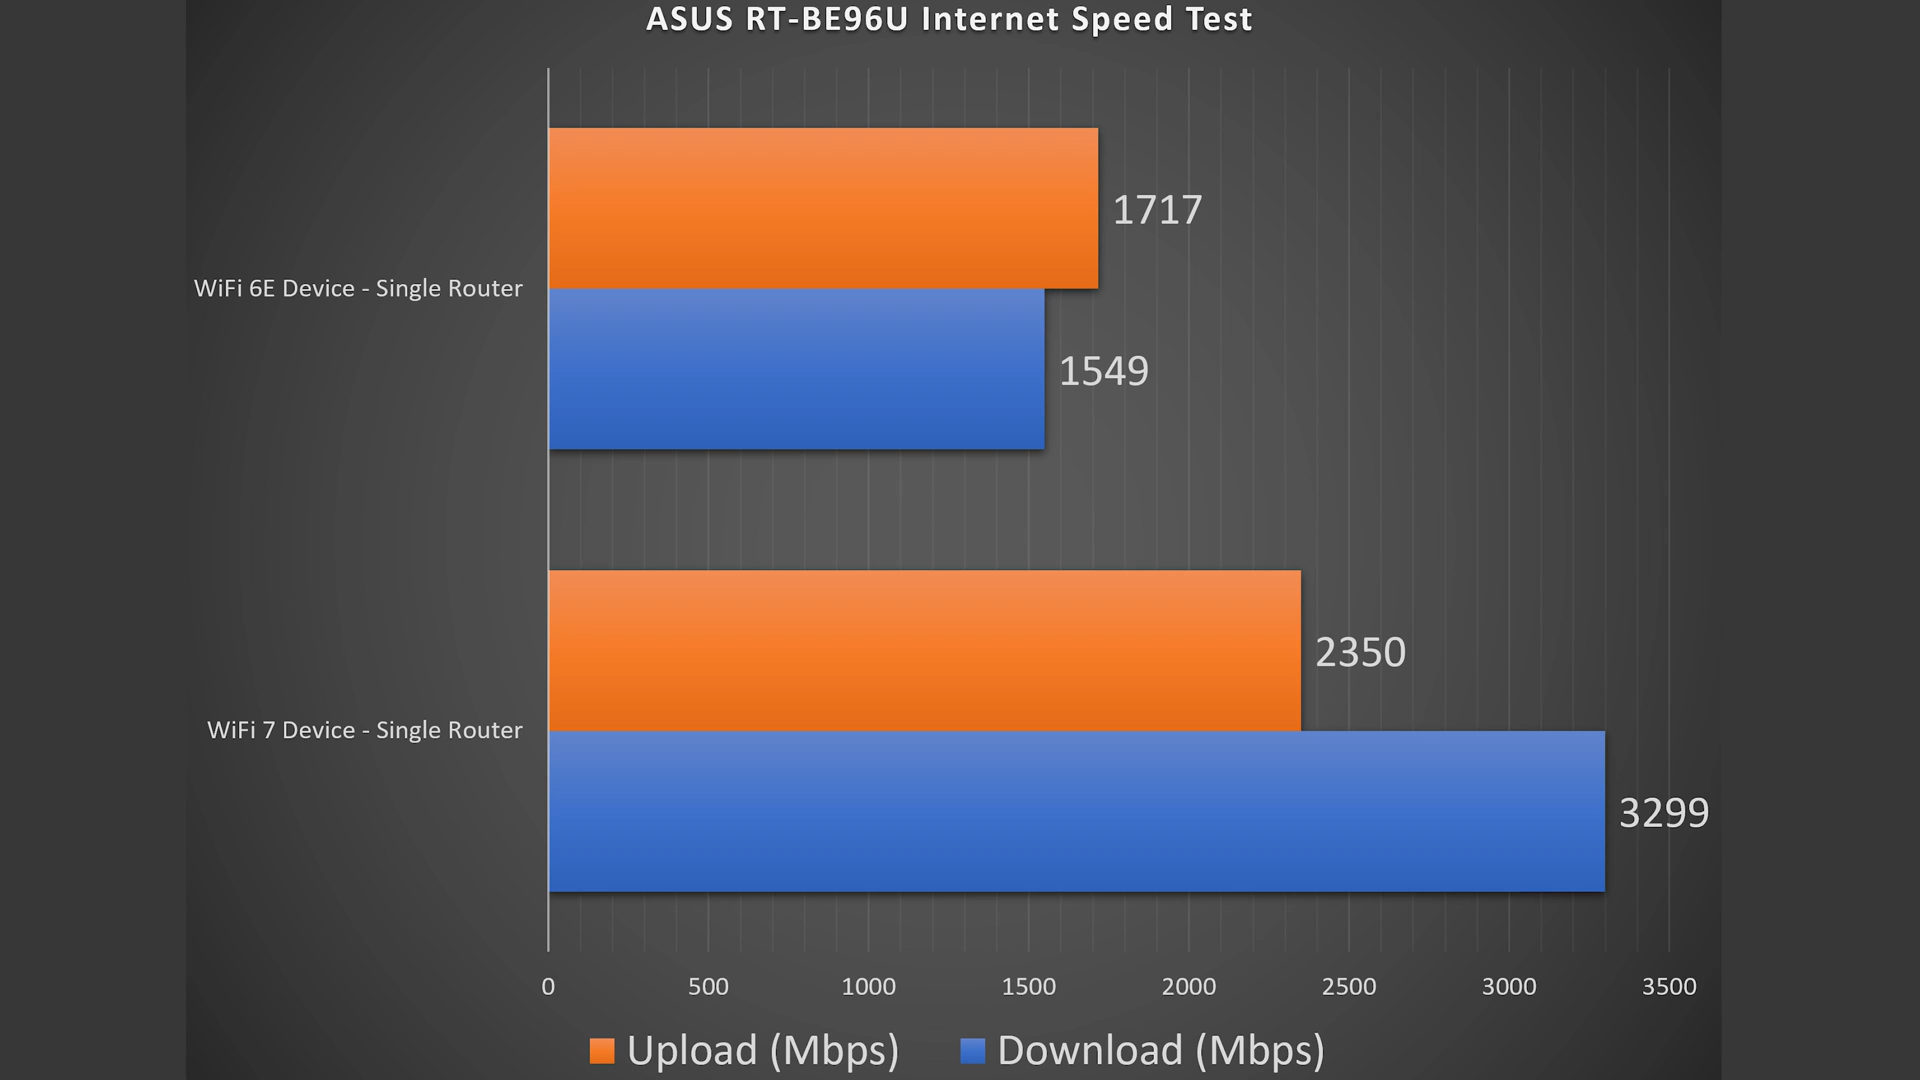 ASUS RT-BE96U Internet Speed Test
1717
WiFi 6E Device - Single Router
1549
2350
WiFi 7 Device - Single Router
3299
0 500 1000 1500 2000 2500 3000 3500
Upload (Mbps) Download (Mbps)